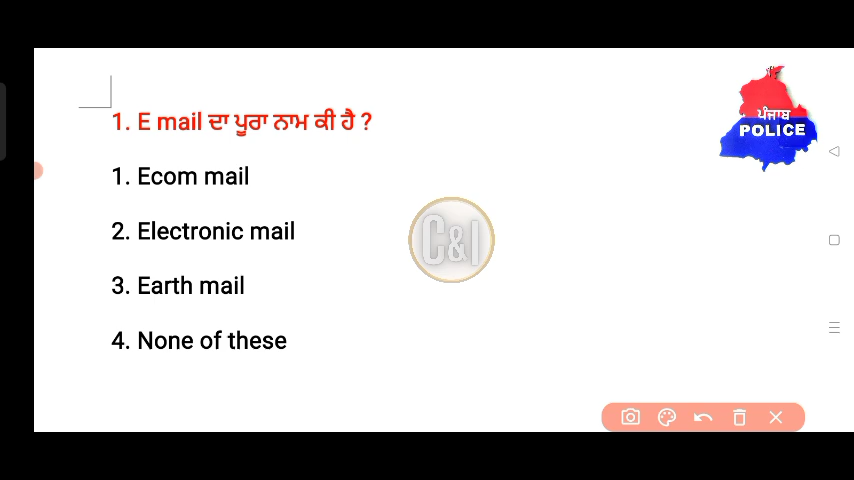 1. E mail ਦਾ ਪੂਰਾ ਨਾਮ ਕੀ ਹੈ ?
1. Ecom mail
2. Electronic mail
3. Earth mail
4. None of these
ਪੰਜਾਬ
POLICE
C&I